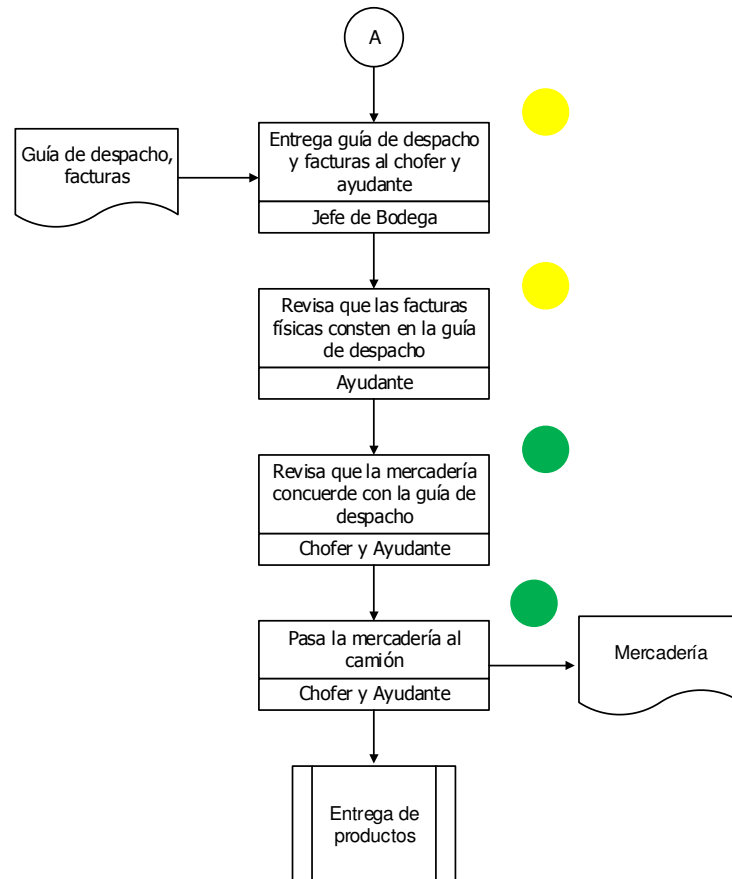 A
Guía de despacho,
facturas
Entrega guía de despacho
y facturas al chofer y
ayudante
Jefe de Bodega
Revisa que las facturas
físicas consten en la guía
de despacho
Ayudante
Revisa que la mercadería
concuerde con la guía de
despacho
Chofer y Ayudante
Pasa la mercadería al
camión
Chofer y Ayudante
Mercadería
Entrega de
productos